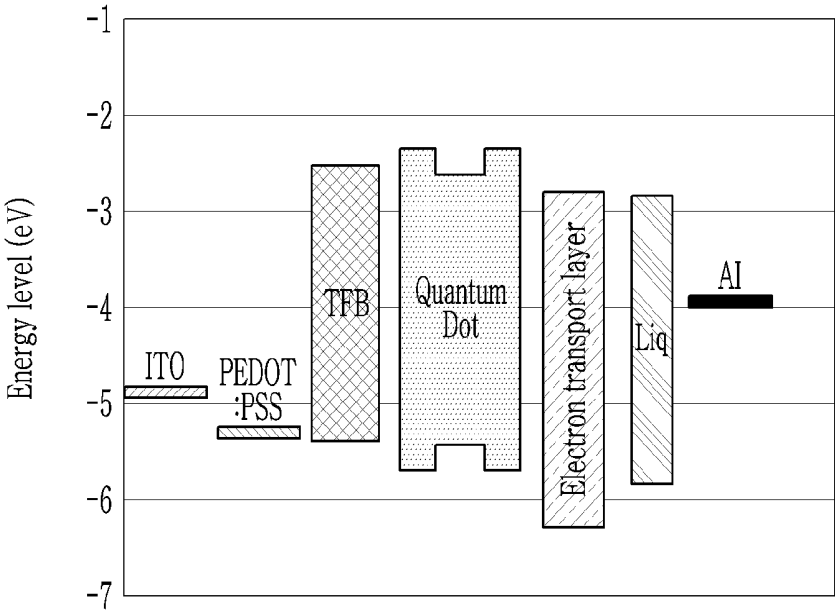 -1
-2
-3
-4
-5
-6
-7
Energy level (eV)
ITO
PEDOT
:PSS
TFB
Quantum
Dot
Electron transport layer
Liq
AI